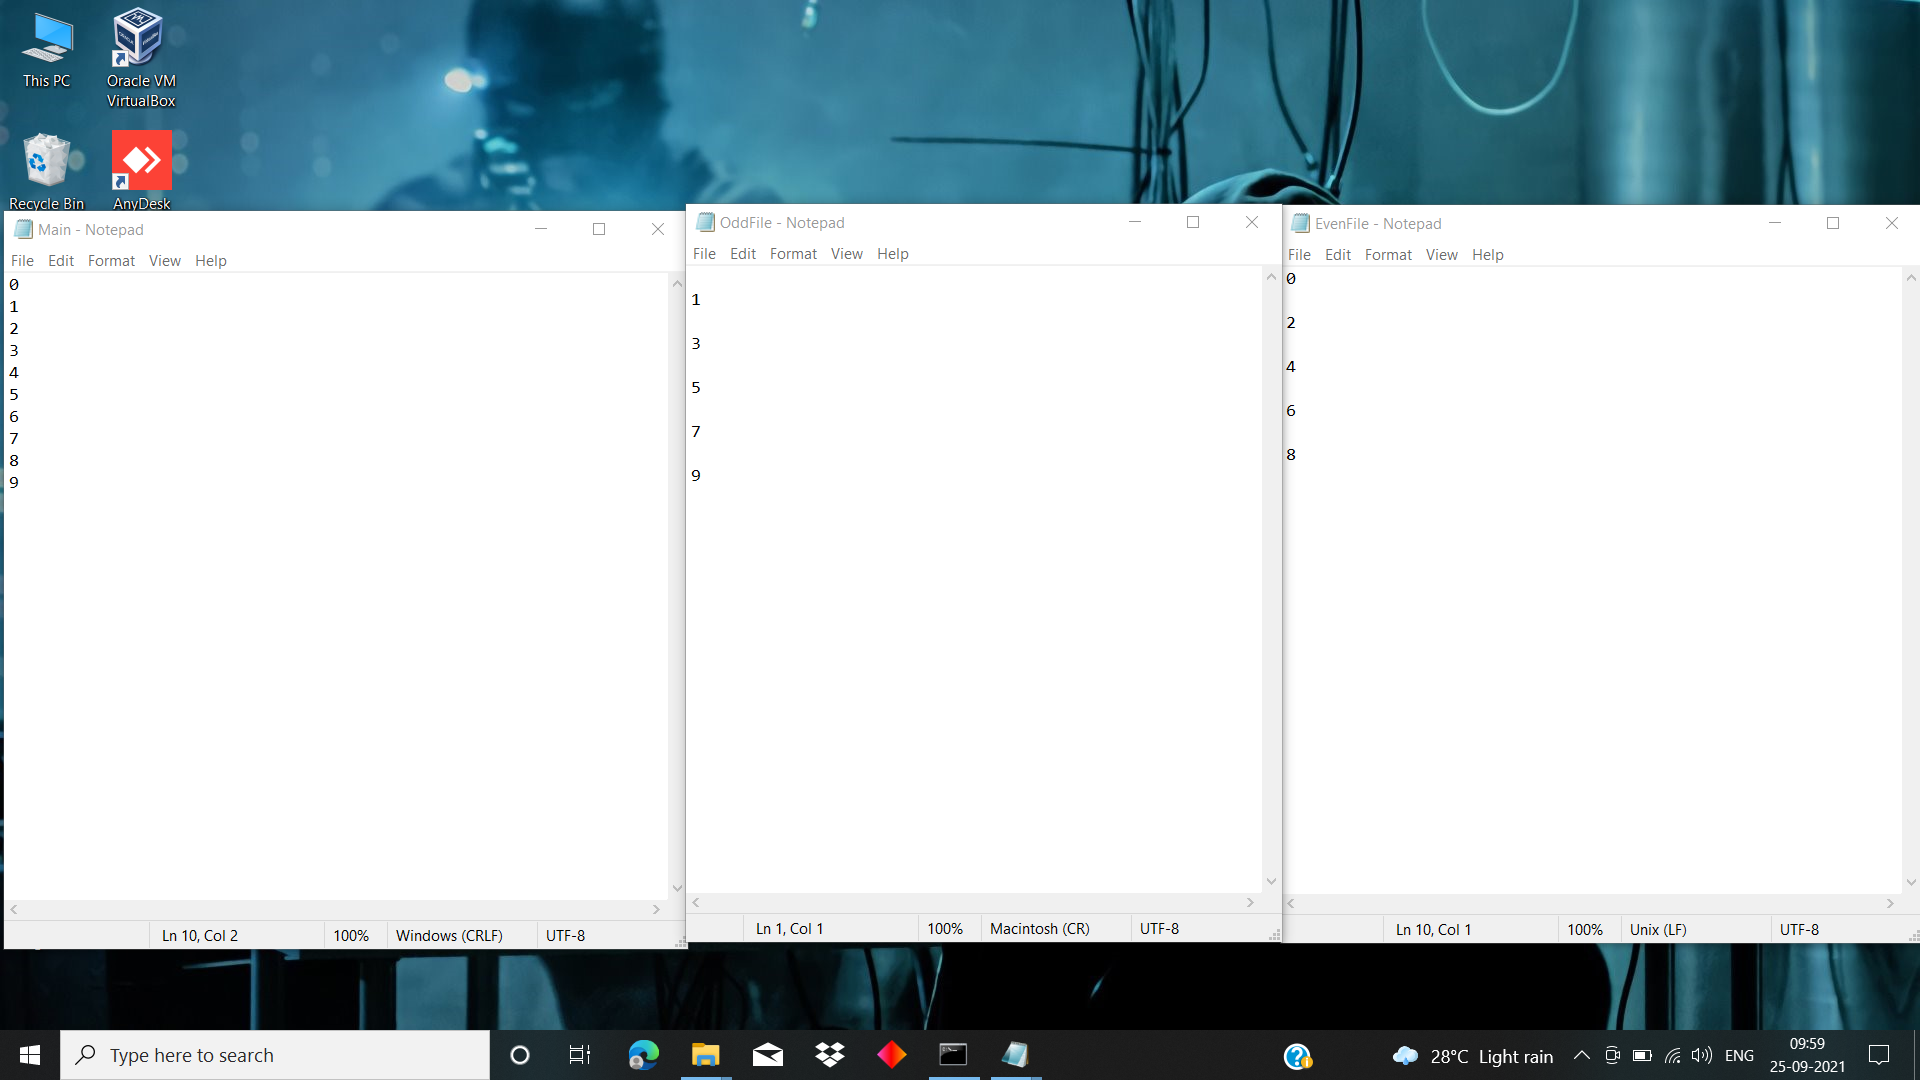 This PC
Oracle VM
VirtualBox
Recycle Bin
AnyDesk
Main - Notepad
File Edit Format View Help
0
1
2
3
4
5
6
7
8
9
Ln 10, Col 2
100%
Windows (CRLF)
UTF-8
OddFile - Notepad
File Edit Format View Help
1
3
5
7
9
Ln 1, Col 1
100%
Macintosh (CR)
UTF-8
EvenFile - Notepad
File Edit Format View Help
0
2
4
6
8
Ln 10, Col 1
100%
Unix (LF)
UTF-8
Type here to search
28°C Light rain
ENG
09:59
25-09-2021